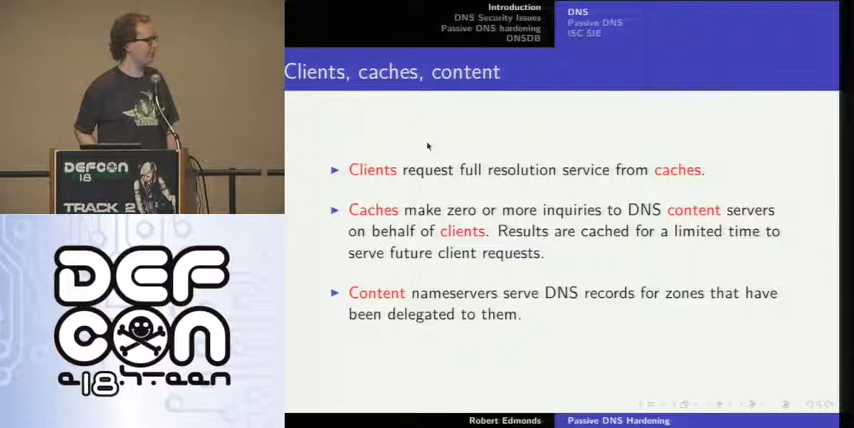 Introduction
DNS Security Issues
Passive DNS hardening
DNSDB
DNS
Passive DNS
ISC SIE
Clients, caches, content
Clients request full resolution service from caches.
Caches make zero or more inquiries to DNS content servers
on behalf of clients. Results are cached for a limited time to
serve future client requests.
Content nameservers serve DNS records for zones that have
been delegated to them.
Robert Edmonds
Passive DNS Hardening
DEFCON
18
TRACK 2
DEF
CON
e18.hteen